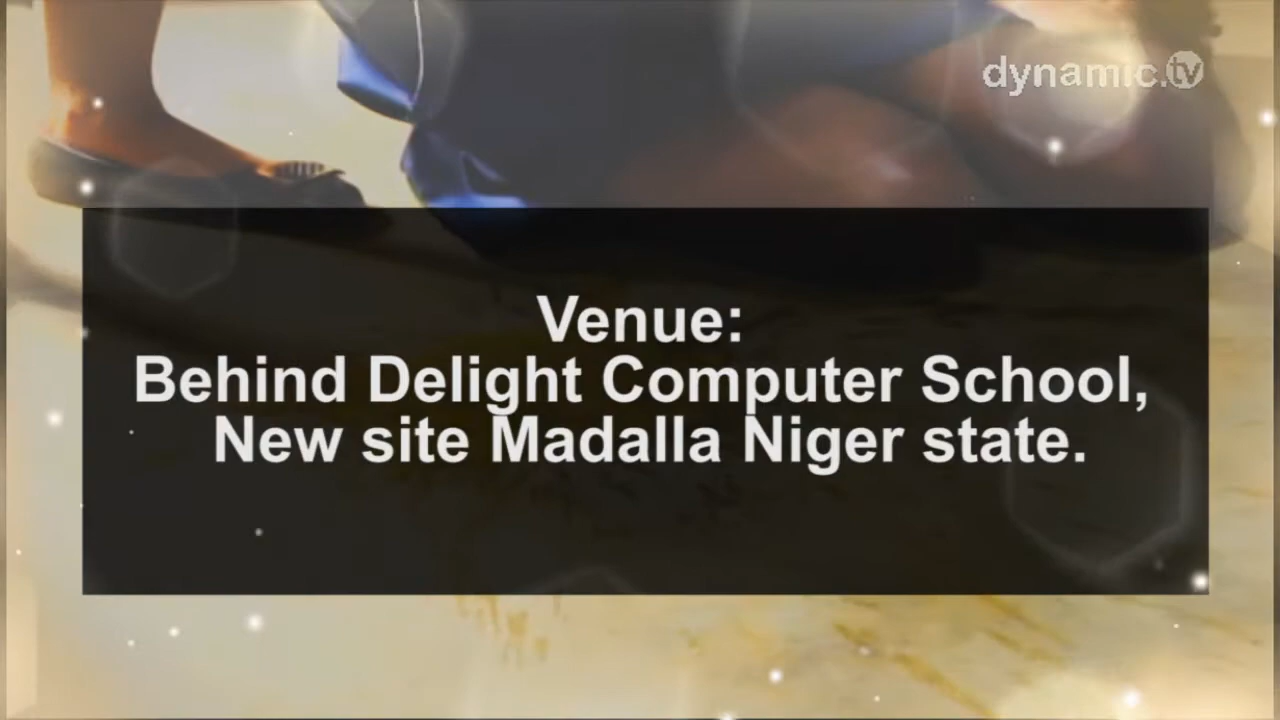 dynamic.tv
Venue:
Behind Delight Computer School,
New site Madalla Niger state.